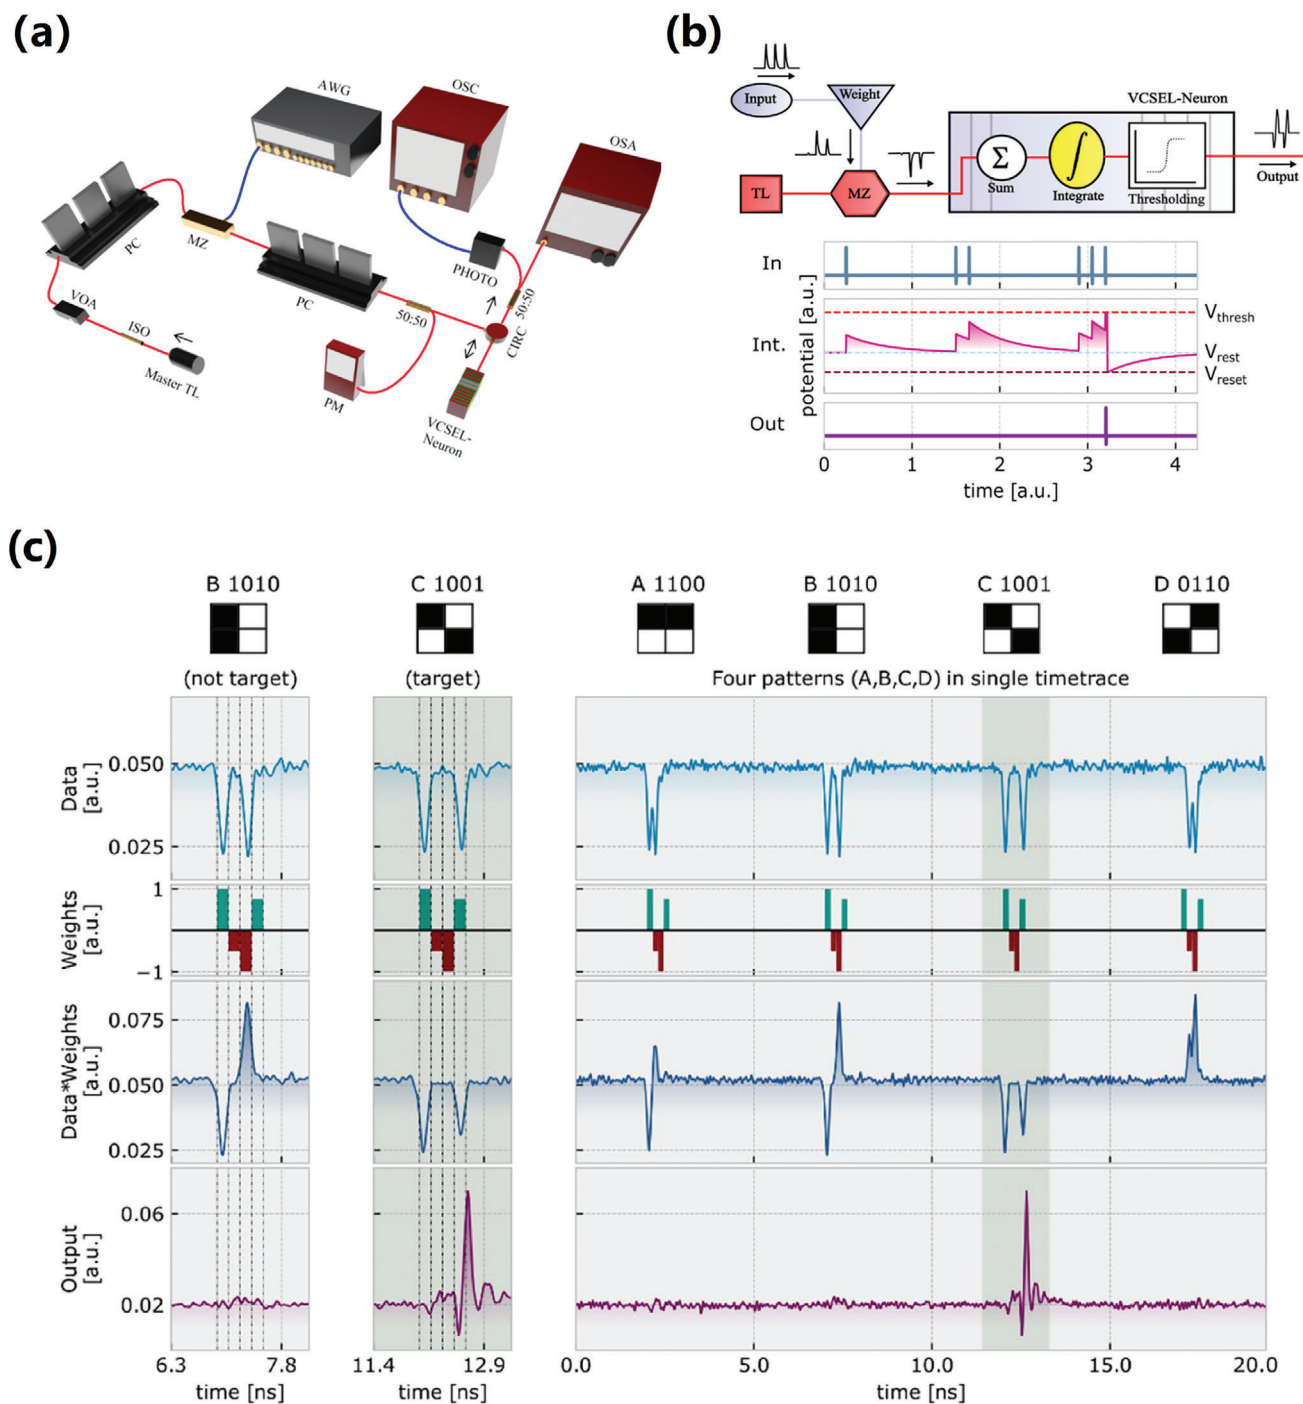 (a)
AWG
OSC
OSA
PC
MZ
PHOTO
PC
50:50
50:50
CIRC
VOA
ISO
Master TL
PM
VCSEL-
Neuron
(b)
Input
Weight
VCSEL-Neuron
TL
MZ
Σ
Sum
∫
Integrate
Thresholding
Output
In
Int.
Out
potential [a.u.]
Vthresh
Vrest
Vreset
0 1 2 3 4
time [a.u.]
(c)
B 1010
C 1001
A 1100
B 1010
C 1001
D 0110
(not target)
(target)
Four patterns (A,B,C,D) in single timetrace
Data
[a.u.]
0.050
0.025
Weights
[a.u.]
1
−1
Data*Weights
[a.u.]
0.075
0.050
0.025
Output
[a.u.]
0.06
0.02
6.3 7.8
11.4 12.9
0.0 5.0 10.0 15.0 20.0
time [ns]
time [ns]
time [ns]